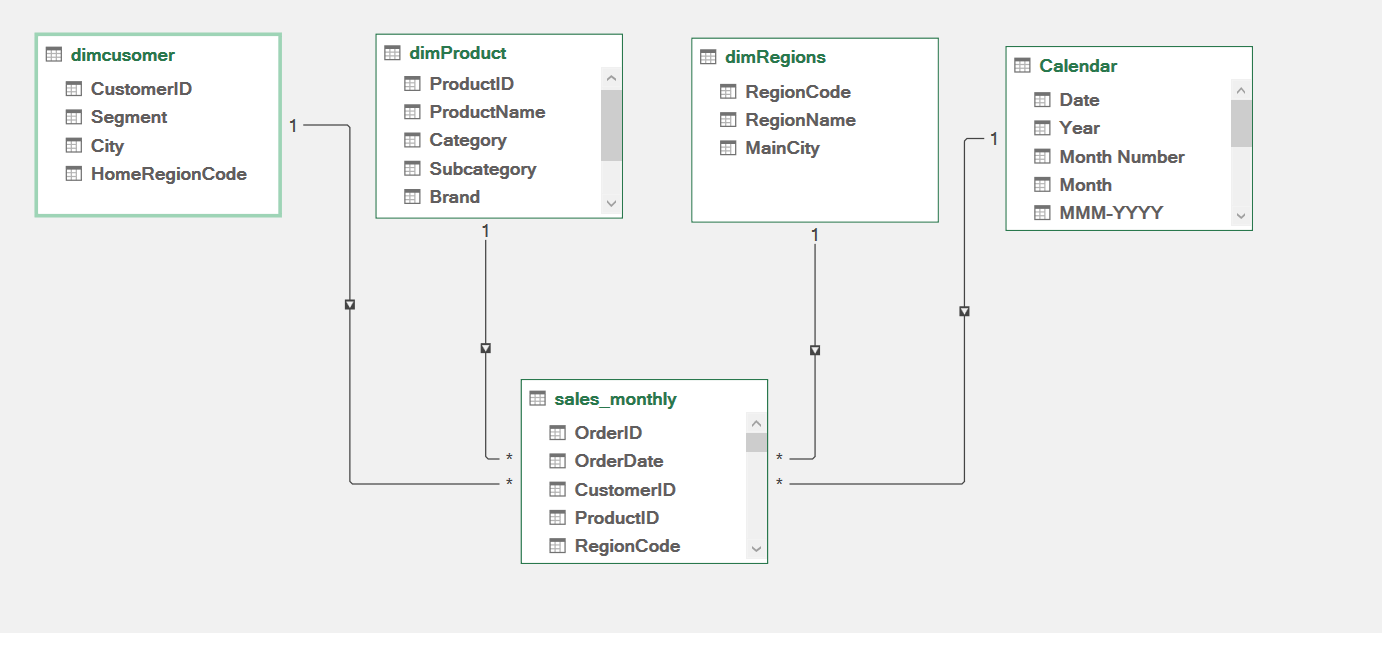 dimcusomer
CustomerID
Segment
City
HomeRegionCode
1
dimProduct
ProductID
ProductName
Category
Subcategory
Brand
1
dimRegions
RegionCode
RegionName
MainCity
1
Calendar
Date
Year
Month Number
Month
MMM-YYYY
1
sales_monthly
OrderID
OrderDate
CustomerID
ProductID
RegionCode
*
*
*
*